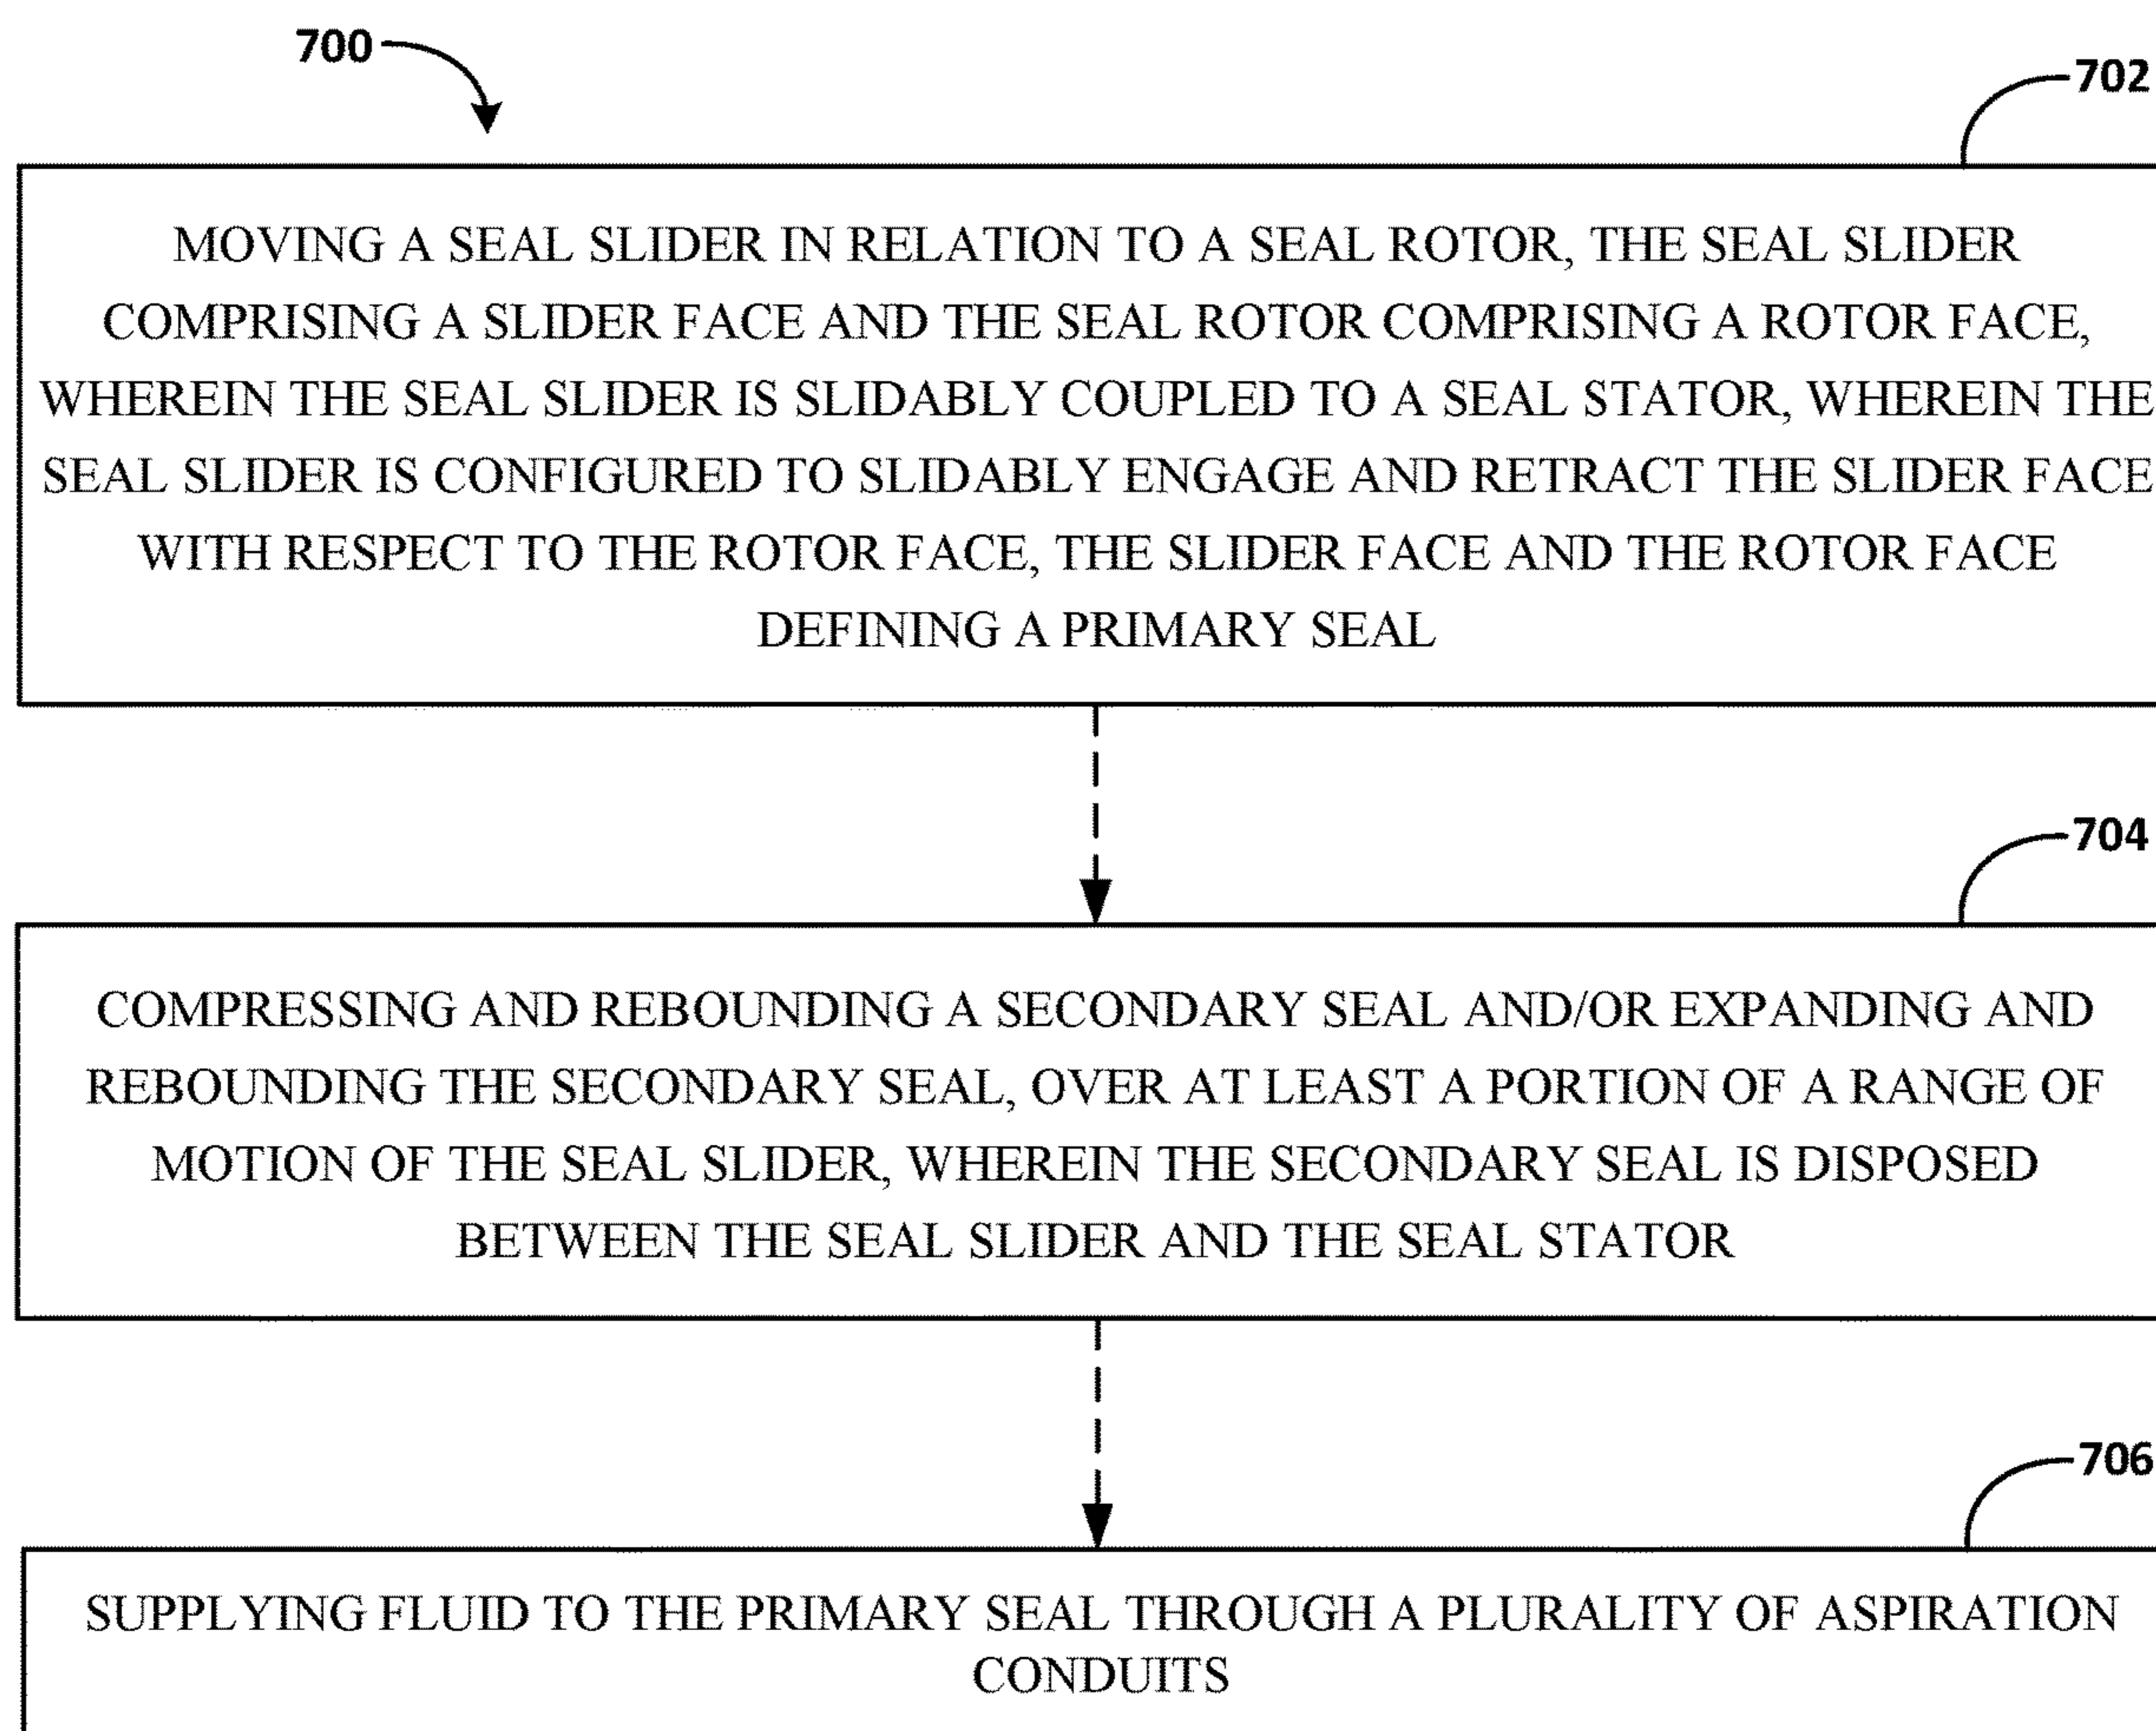 700
702
MOVING A SEAL SLIDER IN RELATION TO A SEAL ROTOR, THE SEAL SLIDER
COMPRISING A SLIDER FACE AND THE SEAL ROTOR COMPRISING A ROTOR FACE,
WHEREIN THE SEAL SLIDER IS SLIDABLY COUPLED TO A SEAL STATOR, WHEREIN THE
SEAL SLIDER IS CONFIGURED TO SLIDABLY ENGAGE AND RETRACT THE SLIDER FACE
WITH RESPECT TO THE ROTOR FACE, THE SLIDER FACE AND THE ROTOR FACE
DEFINING A PRIMARY SEAL
704
COMPRESSING AND REBOUNDING A SECONDARY SEAL AND/OR EXPANDING AND
REBOUNDING THE SECONDARY SEAL, OVER AT LEAST A PORTION OF A RANGE OF
MOTION OF THE SEAL SLIDER, WHEREIN THE SECONDARY SEAL IS DISPOSED
BETWEEN THE SEAL SLIDER AND THE SEAL STATOR
706
SUPPLYING FLUID TO THE PRIMARY SEAL THROUGH A PLURALITY OF ASPIRATION
CONDUITS